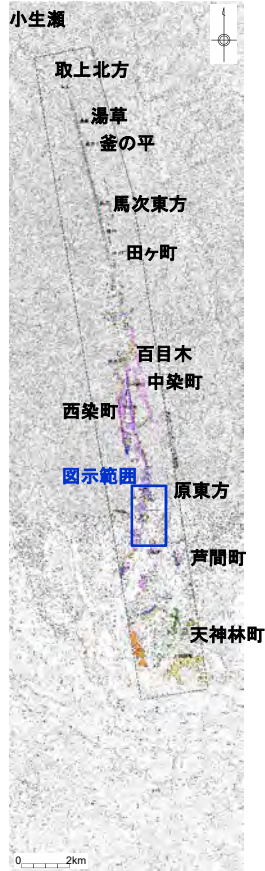 小生瀬
取上北方
湯草
釜の平
馬次東方
田ヶ町
百目木
中染町
西染町
図示範囲
原東方
芦間町
天神林町
0 2km